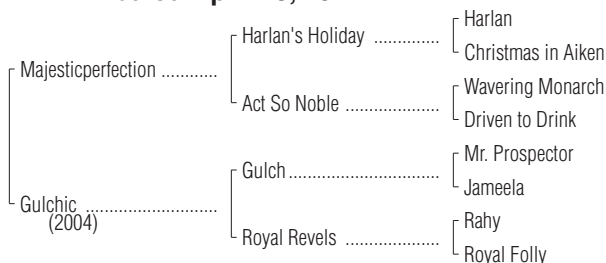 Harlan
Harlan's Holiday .............
Christmas in Aiken
Majesticperfection ...........
Wavering Monarch
Act So Noble .....................
Driven to Drink
Mr. Prospector
Gulch ..................................
Jameela
Gulchic ..........................
(2004)
Rahy
Royal Revels .....................
Royal Folly